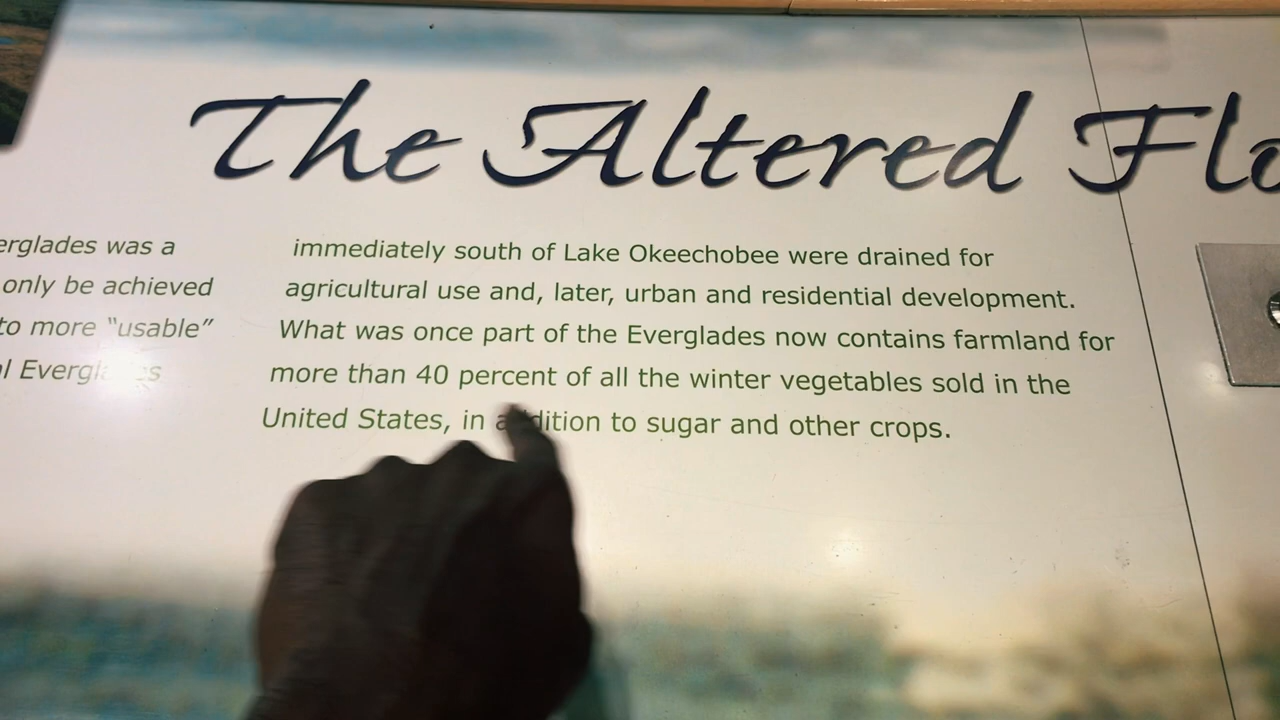 The Altered Flo
erglades was a
only be achieved
to more “usable”
l Everglades
immediately south of Lake Okeechobee were drained for
agricultural use and, later, urban and residential development.
What was once part of the Everglades now contains farmland for
more than 40 percent of all the winter vegetables sold in the
United States, in addition to sugar and other crops.